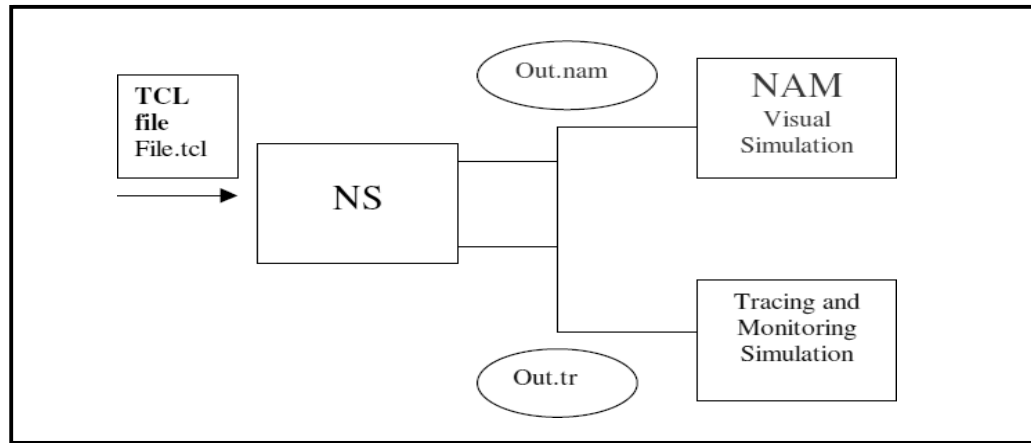 TCL
file
File.tcl
NS
Out.nam
NAM
Visual
Simulation
Out.tr
Tracing and
Monitoring
Simulation